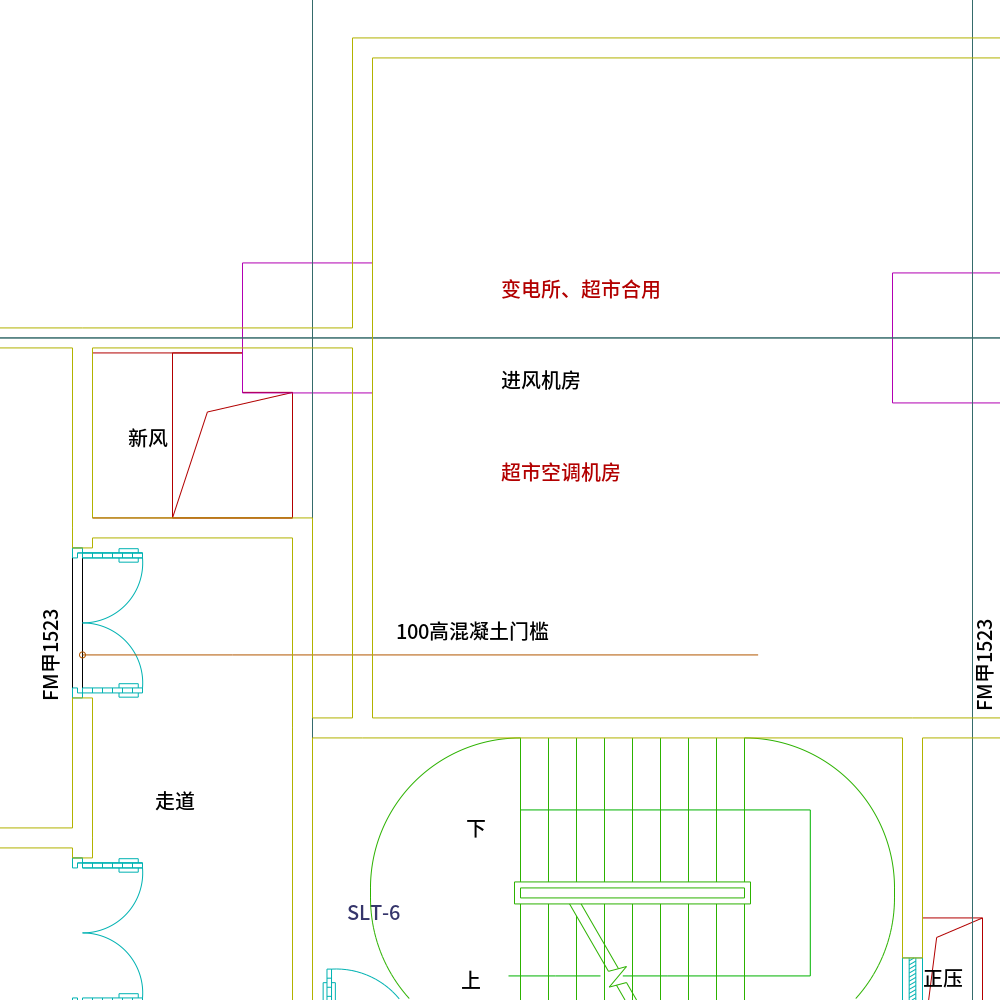 变电所、超市合用
进风机房
新风
超市空调机房
100高混凝土门槛
FM甲1523
FM甲1523
走道
下
SLT-6
上
正压